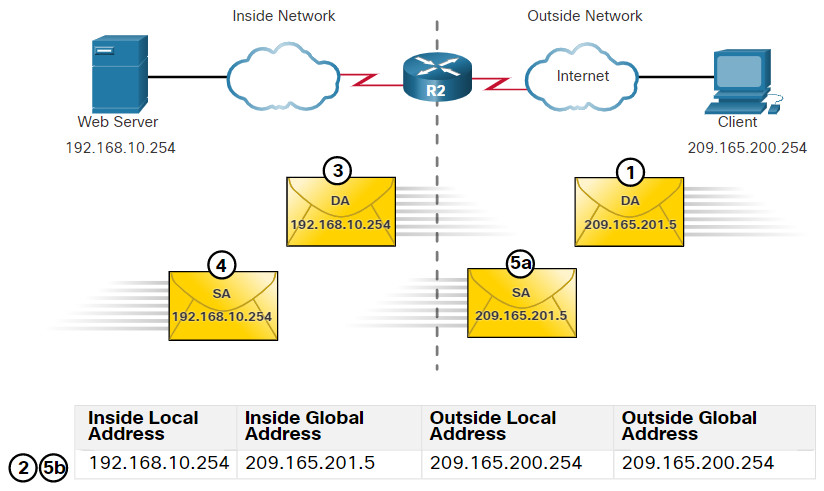 Inside Network
Outside Network
Internet
R2
Web Server
192.168.10.254
Client
209.165.200.254
3
DA
192.168.10.254
1
DA
209.165.201.5
4
SA
192.168.10.254
5a
SA
209.165.201.5
Inside Local Address
Inside Global Address
Outside Local Address
Outside Global Address
2 5b
192.168.10.254
209.165.201.5
209.165.200.254
209.165.200.254